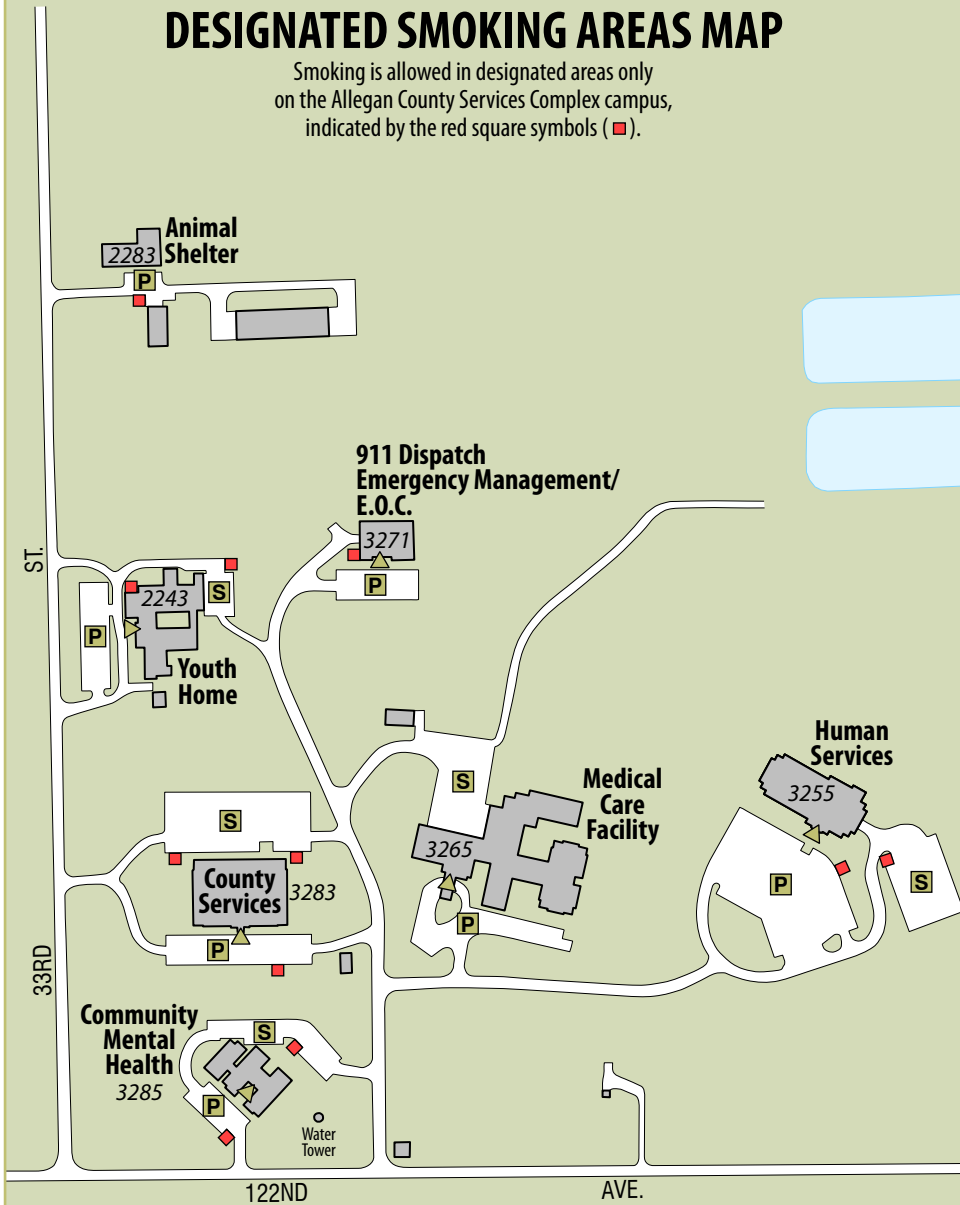 DESIGNATED SMOKING AREAS MAP
Smoking is allowed in designated areas only
on the Allegan County Services Complex campus,
indicated by the red square symbols ( ).
Animal
Shelter
2283
P
911 Dispatch
Emergency Management/
E.O.C.
3271
P
ST.
2243
S
P
Youth
Home
Human
Services
3255
S
Medical
Care
Facility
3265
S
County
Services
3283
P
S
P
P
33RD
Community
Mental
Health
3285
S
P
Water
Tower
122ND
AVE.